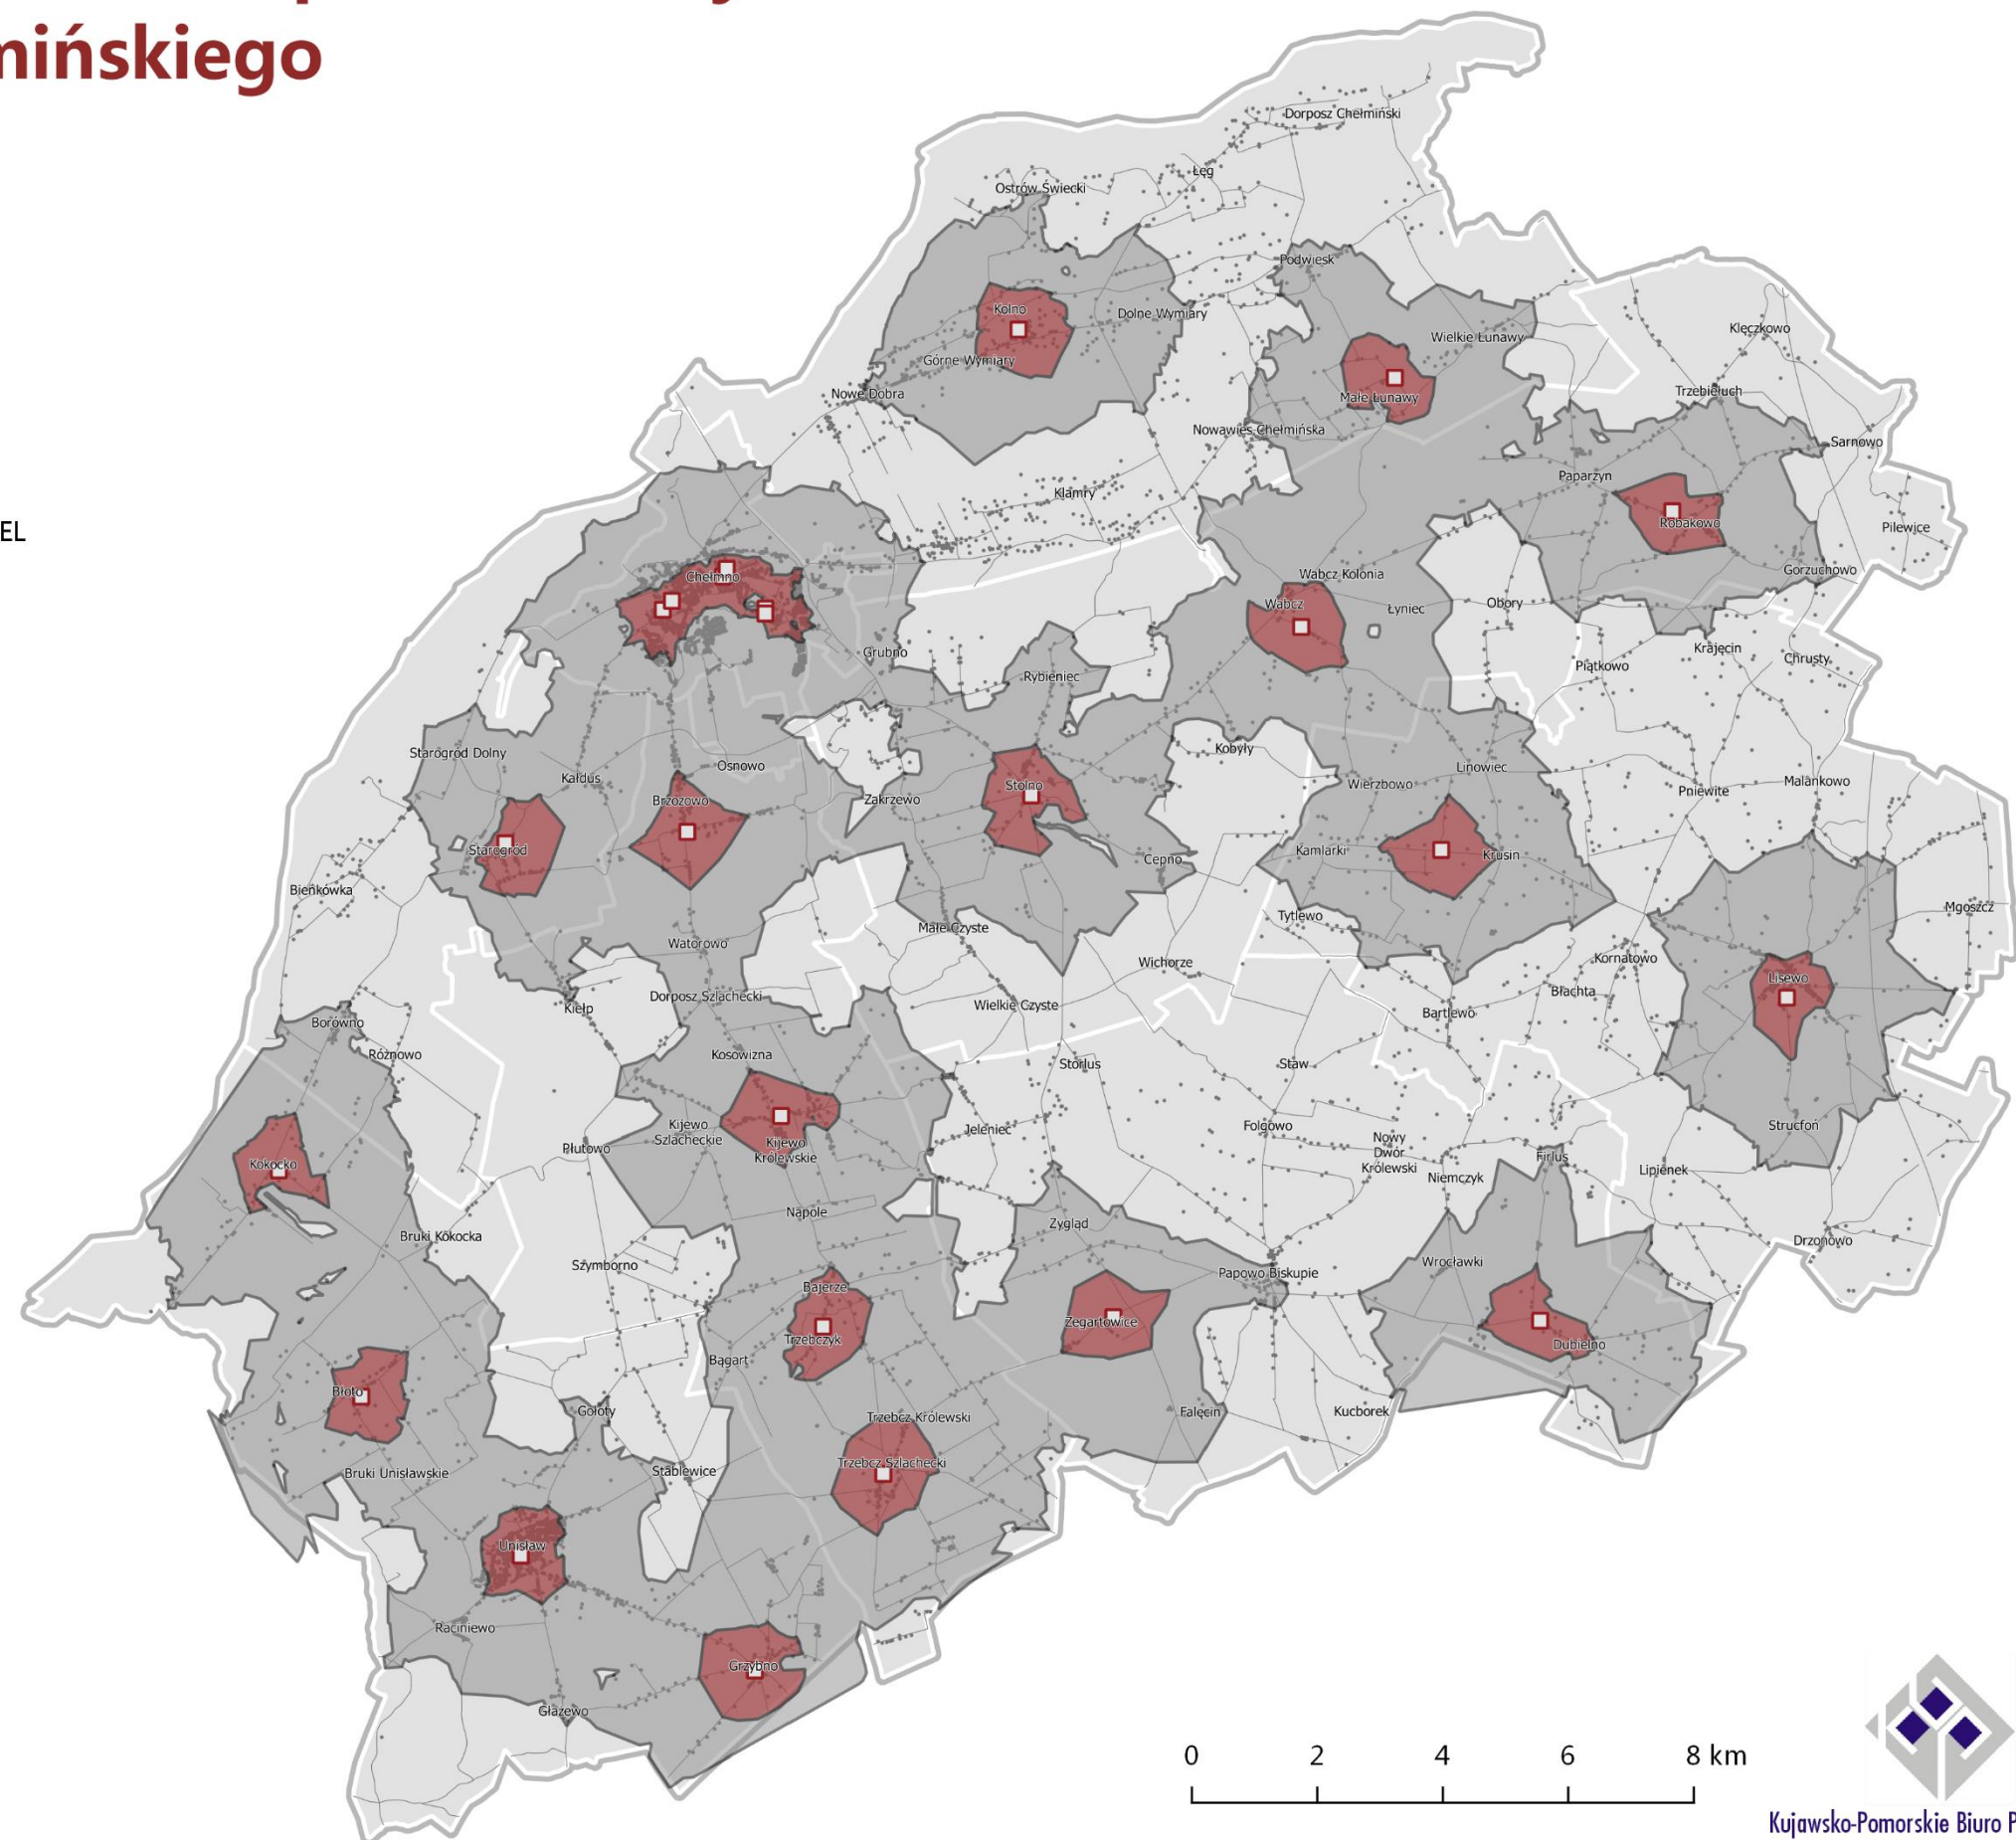 mińskiego
EL
Dorposz Chełmiński
Łęg
Ostrów Świecki
Podwiesk
Kolno
Dolne Wymiary
Klęczkowo
Wielkie Łunawy
Górne Wymiary
Nowe Dobra
Trzebiełuch
Małe Łunawy
Nowawieś Chełmińska
Sarnowo
Paparzyn
Klamry
Robakowo
Pilewice
Gorzuchowo
Wabcz Kolonia
Chełmno
Wabcz
Łyniec
Obory
Grubno
Krajęcin
Chrusty
Piątkowo
Rybieniec
Kobyły
Starogród Dolny
Osnowo
Linowiec
Kałdus
Wierzbowo
Malankowo
Stolno
Pniewite
Brzozowo
Zakrzewo
Starogród
Kamlarki
Krusin
Cepno
Bieńkówka
Mgoszcz
Tytlewo
Małe Czyste
Watorowo
Kornatowo
Wichorze
Lisewo
Błachta
Dorposz Szlachecki
Wielkie Czyste
Kiełp
Bartlewo
Borówno
Różnowo
Kosowizna
Storlus
Staw
Kijewo
Szlacheckie
Jeleniec
Folgowo
Strucfoń
Nowy
Dwór
Królewski
Kijewo
Królewskie
Płutowo
Firlus
Kokocko
Lipienek
Niemczyk
Napole
Zygląd
Bruki Kokocka
Drzonowo
Wrocławki
Szymborno
Papowo Biskupie
Bajerze
Zegartowice
Trzebczyk
Dubielno
Bągart
Błoto
Gołoty
Trzebcz Królewski
Falęcin
Kucborek
Trzebcz Szlachecki
Stablewice
Bruki Unisławskie
Unisław
Raciniewo
Grzybno
Głażewo
0 2 4 6 8 km
Kujawsko-Pomorskie Biuro P